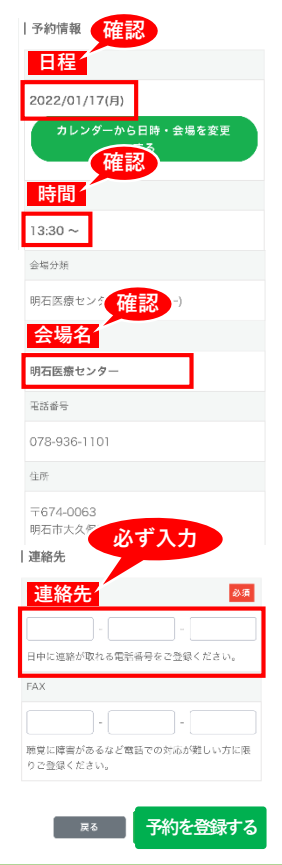 予約情報
確認
日程
2022/01/17(月)
カレンダーから日時・会場を変更
する
確認
時間
13:30 ～
会場分類
明石医療セン
確認
会場名
明石医療センター
電話番号
078-936-1101
住所
〒674-0063
明石市大久
必ず入力
連絡先
連絡先
必須
- -
日中に連絡が取れる電話番号をご登録ください。
FAX
- -
聴覚に障害があるなど電話での対応が難しい方に限
りご登録ください。
戻る
予約を登録する